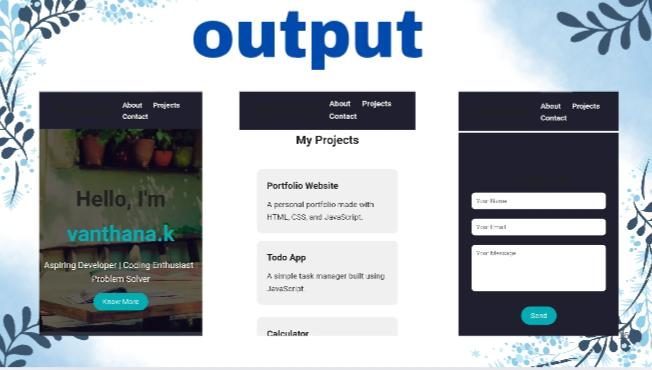 output
About Projects
Contact
Hello, I'm
vanthana.k
Aspiring Developer | Coding Enthusiast
Problem Solver
Know More
About Projects
Contact
My Projects
Portfolio Website
A personal portfolio made with
HTML, CSS, and JavaScript.
Todo App
A simple task manager built using
JavaScript.
Calculator
About Projects
Contact
Your Name
Your Email
Your Message
Send